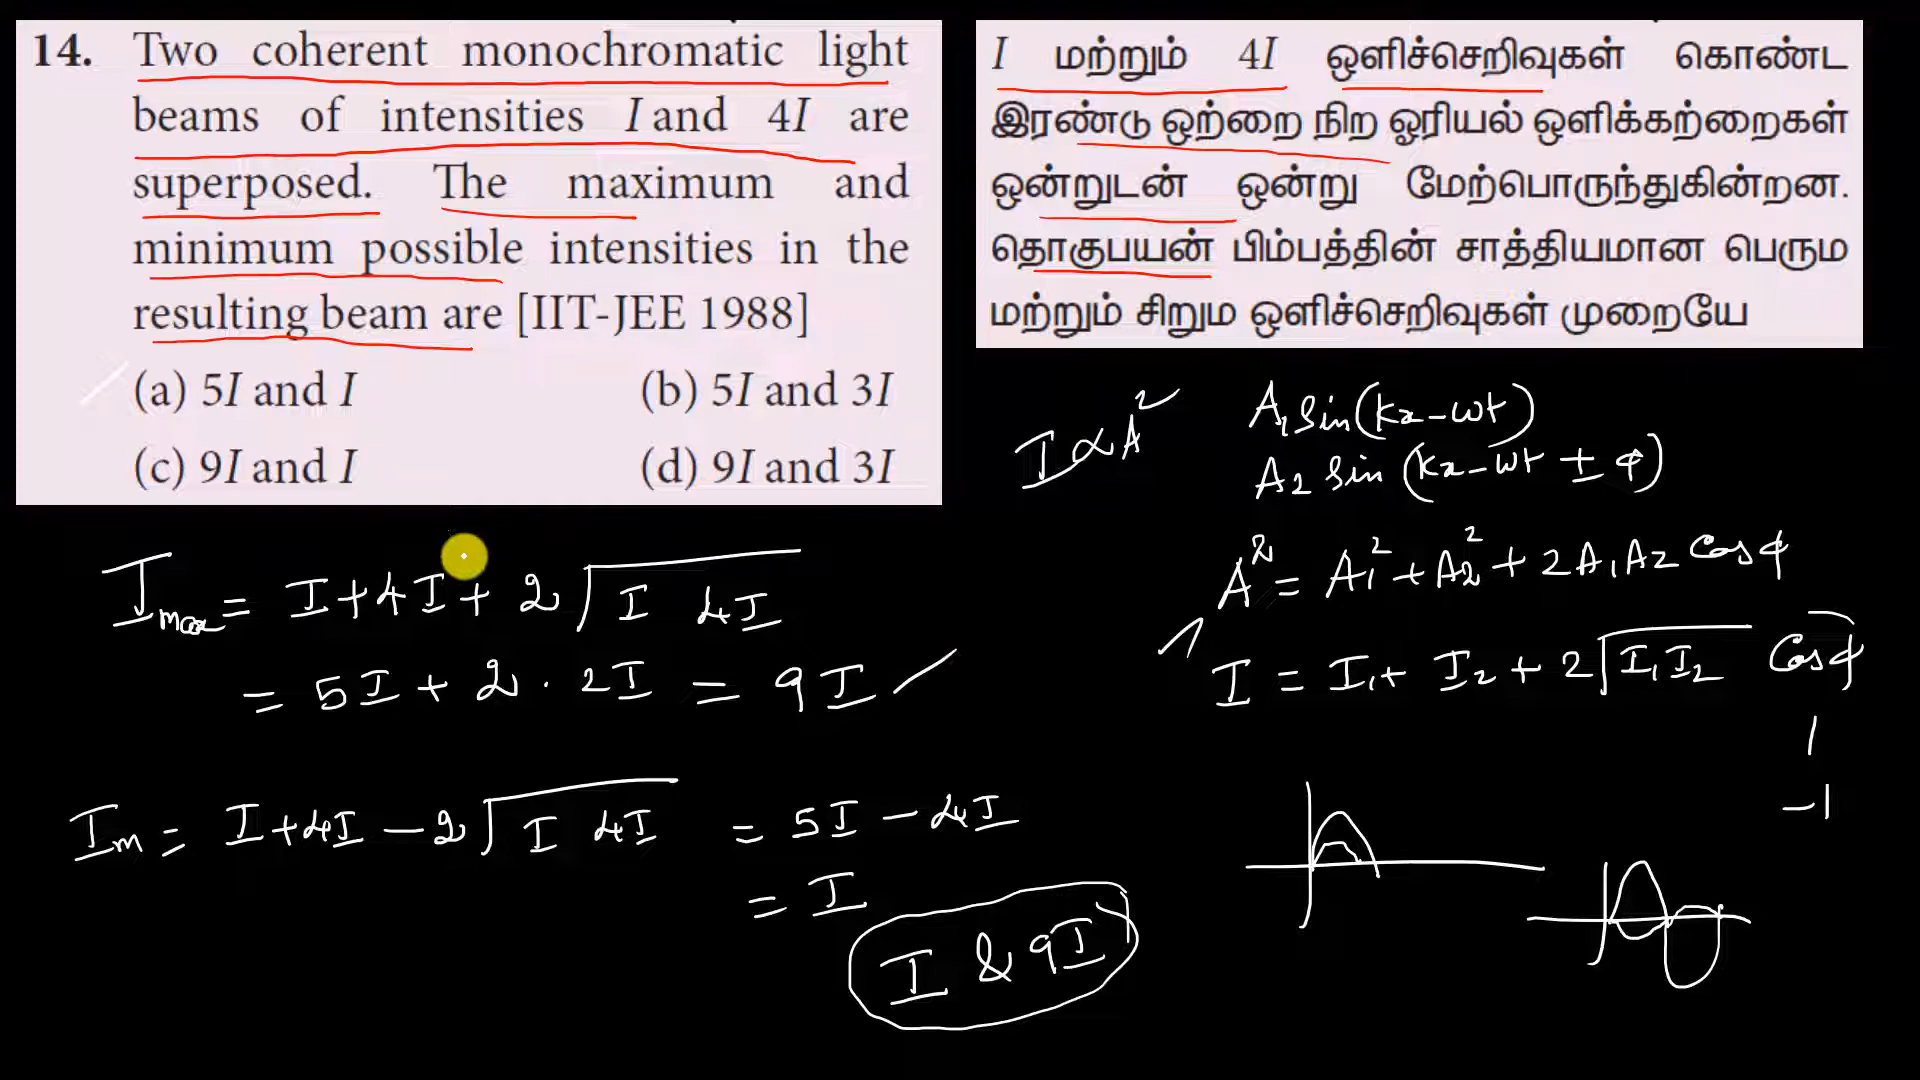 14. Two coherent monochromatic light
beams of intensities I and 4I are
superposed. The maximum and
minimum possible intensities in the
resulting beam are [IIT-JEE 1988]
(a) 5I and I (b) 5I and 3I
(c) 9I and I (d) 9I and 3I
I மற்றும் 4I ஒளிச்செறிவுகள் கொண்ட
இரண்டு ஒற்றை நிற ஓரியல் ஒளிக்கற்றைகள்
ஒன்றுடன் ஒன்று மேற்பொருந்துகின்றன.
தொகுபயன் பிம்பத்தின் சாத்தியமான பெரும
மற்றும் சிறும ஒளிச்செறிவுகள் முறையே
I ∝ A²
A₁ sin(kx-ωt)
A₂ sin (kx-ωt ± φ)
A² = A₁² + A₂² + 2A₁A₂ cosφ
I = I₁ + I₂ + 2√I₁I₂ cosφ
1
-1
Imax = I+4I+ 2√I 4I
= 5I + 2 · 2I = 9I
Im = I+4I - 2√I 4I = 5I - 4I
= I
I & 9I